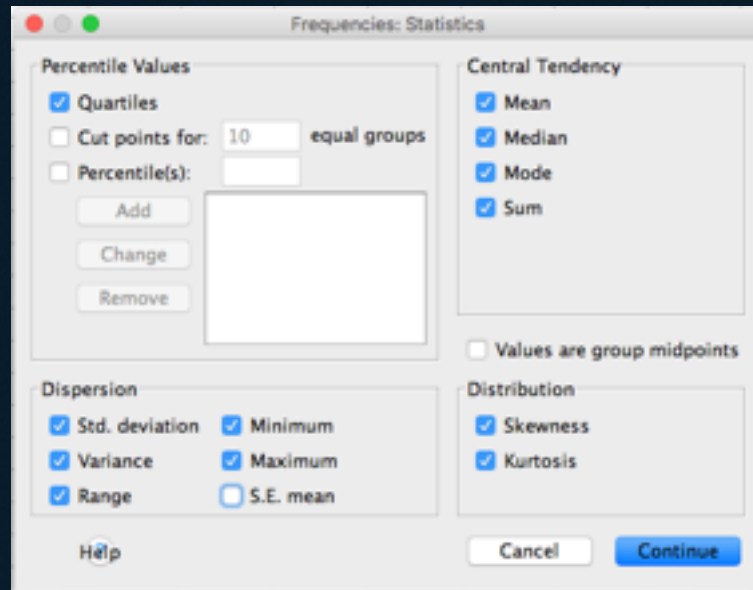 Frequencies: Statistics
Percentile Values
Quartiles
Cut points for: 10 equal groups
Percentile(s):
Add
Change
Remove
Central Tendency
Mean
Median
Mode
Sum
Values are group midpoints
Dispersion
Std. deviation Minimum
Variance Maximum
Range S.E. mean
Distribution
Skewness
Kurtosis
Help
Cancel Continue